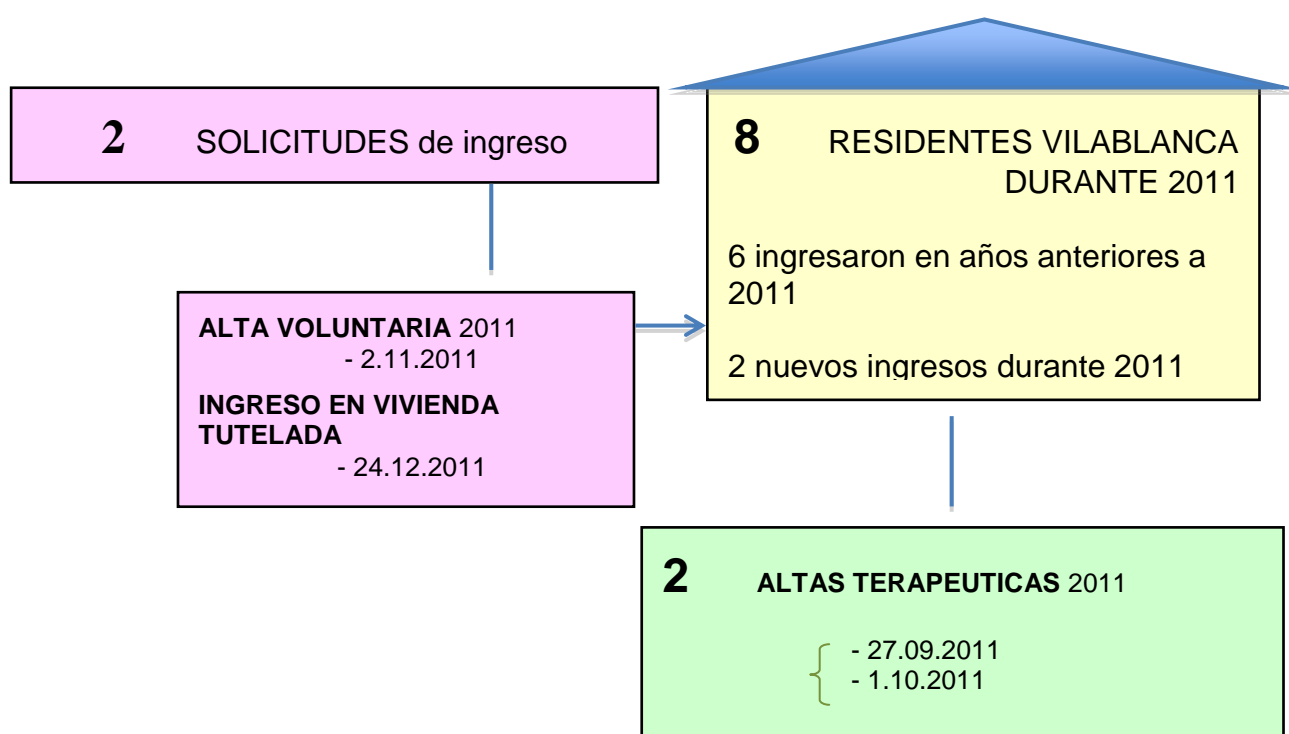 2 SOLICITUDES de ingreso
8 RESIDENTES VILABLANCA
DURANTE 2011
6 ingresaron en años anteriores a
2011
2 nuevos ingresos durante 2011
ALTA VOLUNTARIA 2011
- 2.11.2011
INGRESO EN VIVIENDA
TUTELADA
- 24.12.2011
2 ALTAS TERAPEUTICAS 2011
- 27.09.2011
- 1.10.2011